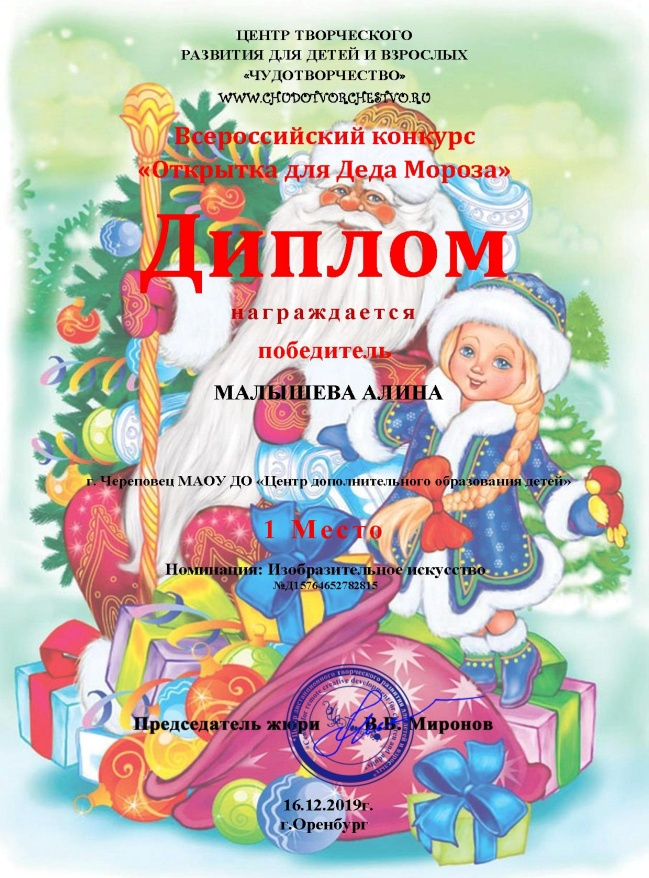 ЦЕНТР ТВОРЧЕСКОГО
РАЗВИТИЯ ДЛЯ ДЕТЕЙ И ВЗРОСЛЫХ
«ЧУДОТВОРЧЕСТВО»
WWW.CHUDOTVORCHESTVO.RU
Всероссийский конкурс
«Открытка для Деда Мороза»
Диплом
награждается
победитель
МАЛЫШЕВА АЛИНА
г. Череповец МАОУ ДО «Центр дополнительного образования детей»
1 Место
Номинация: Изобразительное искусство
№Д15764652782815
Председатель жюри В.В. Миронов
16.12.2019г.
г.Оренбург